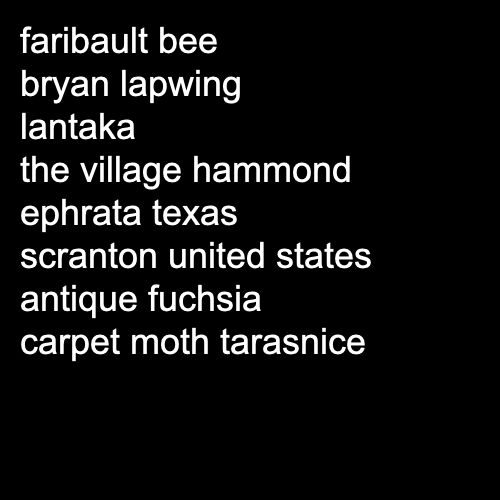 faribault bee
bryan lapwing
lantaka
the village hammond
ephrata texas
scranton united states
antique fuchsia
carpet moth tarasnice